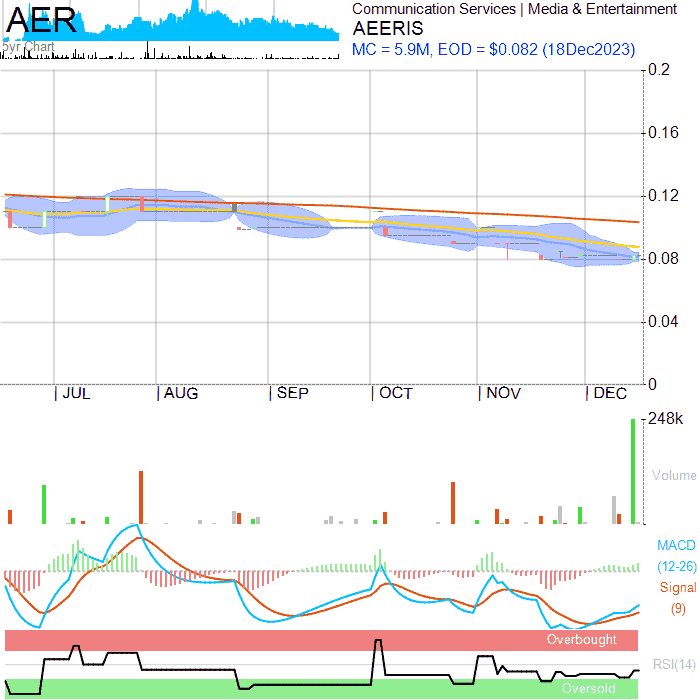 AER
5yr Chart
Communication Services | Media & Entertainment
AEERIS
MC = 5.9M, EOD = $0.082 (18Dec2023)
0.2
0.16
0.12
0.08
0.04
0
JUL
AUG
SEP
OCT
NOV
DEC
248k
Volume
MACD
(12-26)
Signal
(9)
Overbought
RSI(14)
Oversold